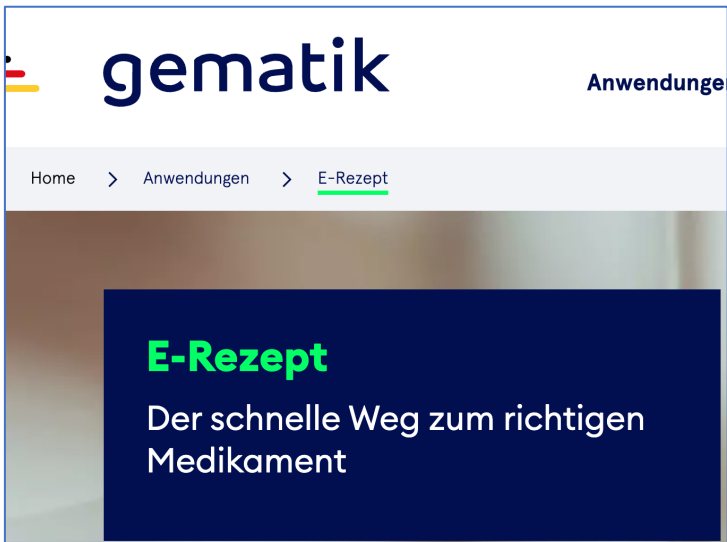 gematik
Anwendungen
Home > Anwendungen > E-Rezept
E-Rezept
Der schnelle Weg zum richtigen
Medikament